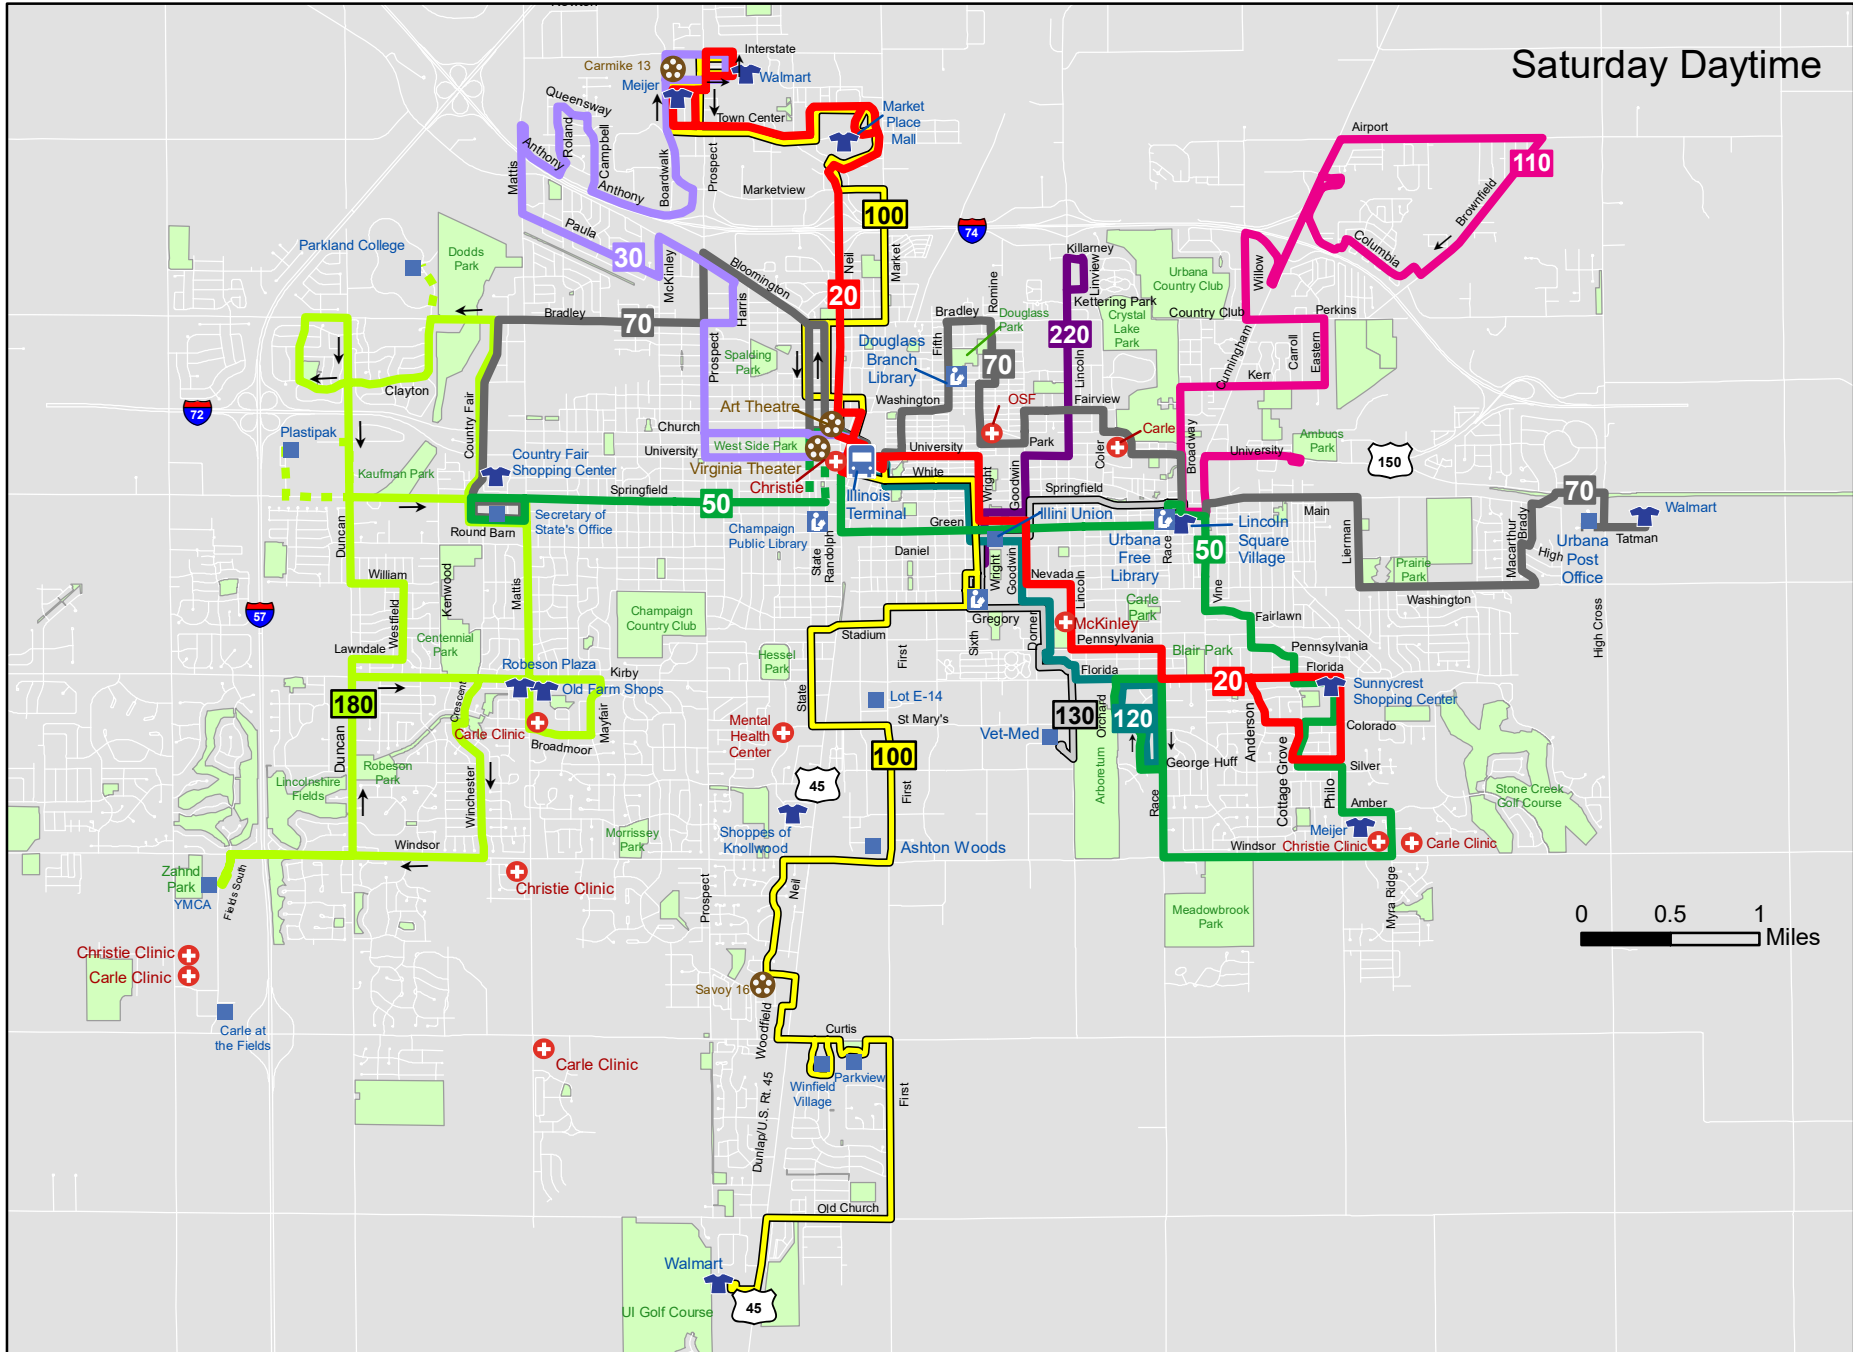 Saturday Daytime
Interstate
Carmike 13
Walmart
Meijer
Queensway
Market
Place
Mall
Town Center
Roland
Campbell
Anthony
Mattis
Anthony
Boardwalk
Prospect
Marketview
Airport
110
Brownfield
Columbia
100
74
Paula
30
Parkland College
Dodds
Park
McKinley
Bloomington
Neil
Market
Killarney
Linview
Urbana
Country Club
Willow
20
Harris
Romine
Kettering Park
Crystal
Lake
Park
Country Club
Perkins
Bradley
70
Bradley
Douglass
Park
220
Cunningham
Carroll
Eastern
Douglass
Branch
Library
Fifth
70
Prospect
Spalding
Park
Lincoln
Kerr
Clayton
Washington
Fairview
72
Art Theatre
OSF
Country Fair
Church
West Side Park
University
University
Park
Coler
Carle
Broadway
University
Ambucs
Park
150
Plastipak
Kaufman Park
Country Fair
Shopping Center
Virginia Theater
Christie
White
Wright
Goodwin
Springfield
50
Illinois
Terminal
Springfield
70
Walmart
Duncan
Round Barn
Secretary of
State's Office
Champaign
Public Library
Green
Illini Union
Urbana
Free
Library
Race
Lincoln
Square
Village
50
Main
Lierman
Macarthur
Brady
High
Tatman
Urbana
Post
Office
State
Randolph
Daniel
Wright
Goodwin
Nevada
Lincoln
Prairie
Park
Washington
William
Kenwood
Mattis
Westfield
57
Champaign
Country Club
Carle
Park
Vine
Fairlawn
Gregory
McKinley
Stadium
Sixth
Dorner
Pennsylvania
High Cross
Centennial
Park
Lawndale
Kirby
Hessel
Park
First
Blair Park
Pennsylvania
Florida
Florida
Robeson Plaza
Old Farm Shops
Crescent
State
Lot E-14
St Mary's
20
Sunnycrest
Shopping Center
180
Carle Clinic
Broadmoor
Mayfair
Mental
Health
Center
Vet-Med
130
Orchard
120
Anderson
Colorado
Duncan
100
Robeson
Park
Winchester
45
First
Arboretum
George Huff
Race
Cottage Grove
Silver
Philo
Stone Creek
Golf Course
Lincolnshire
Fields
Amber
Shoppes of
Knollwood
Morrissey
Park
Windsor
Ashton Woods
Meijer
Christie Clinic
Windsor
Carle Clinic
Zahnd
Park
YMCA
Fields South
Christie Clinic
Prospect
Neil
Myra Ridge
Meadowbrook
Park
0 0.5 1
Miles
Christie Clinic
Carle Clinic
Savoy 16
Carle at
the Fields
Woodfield
Curtis
Carle Clinic
Winfield
Village
Parkview
Dunlap/U.S. Rt. 45
First
Old Church
Walmart
UI Golf Course
45